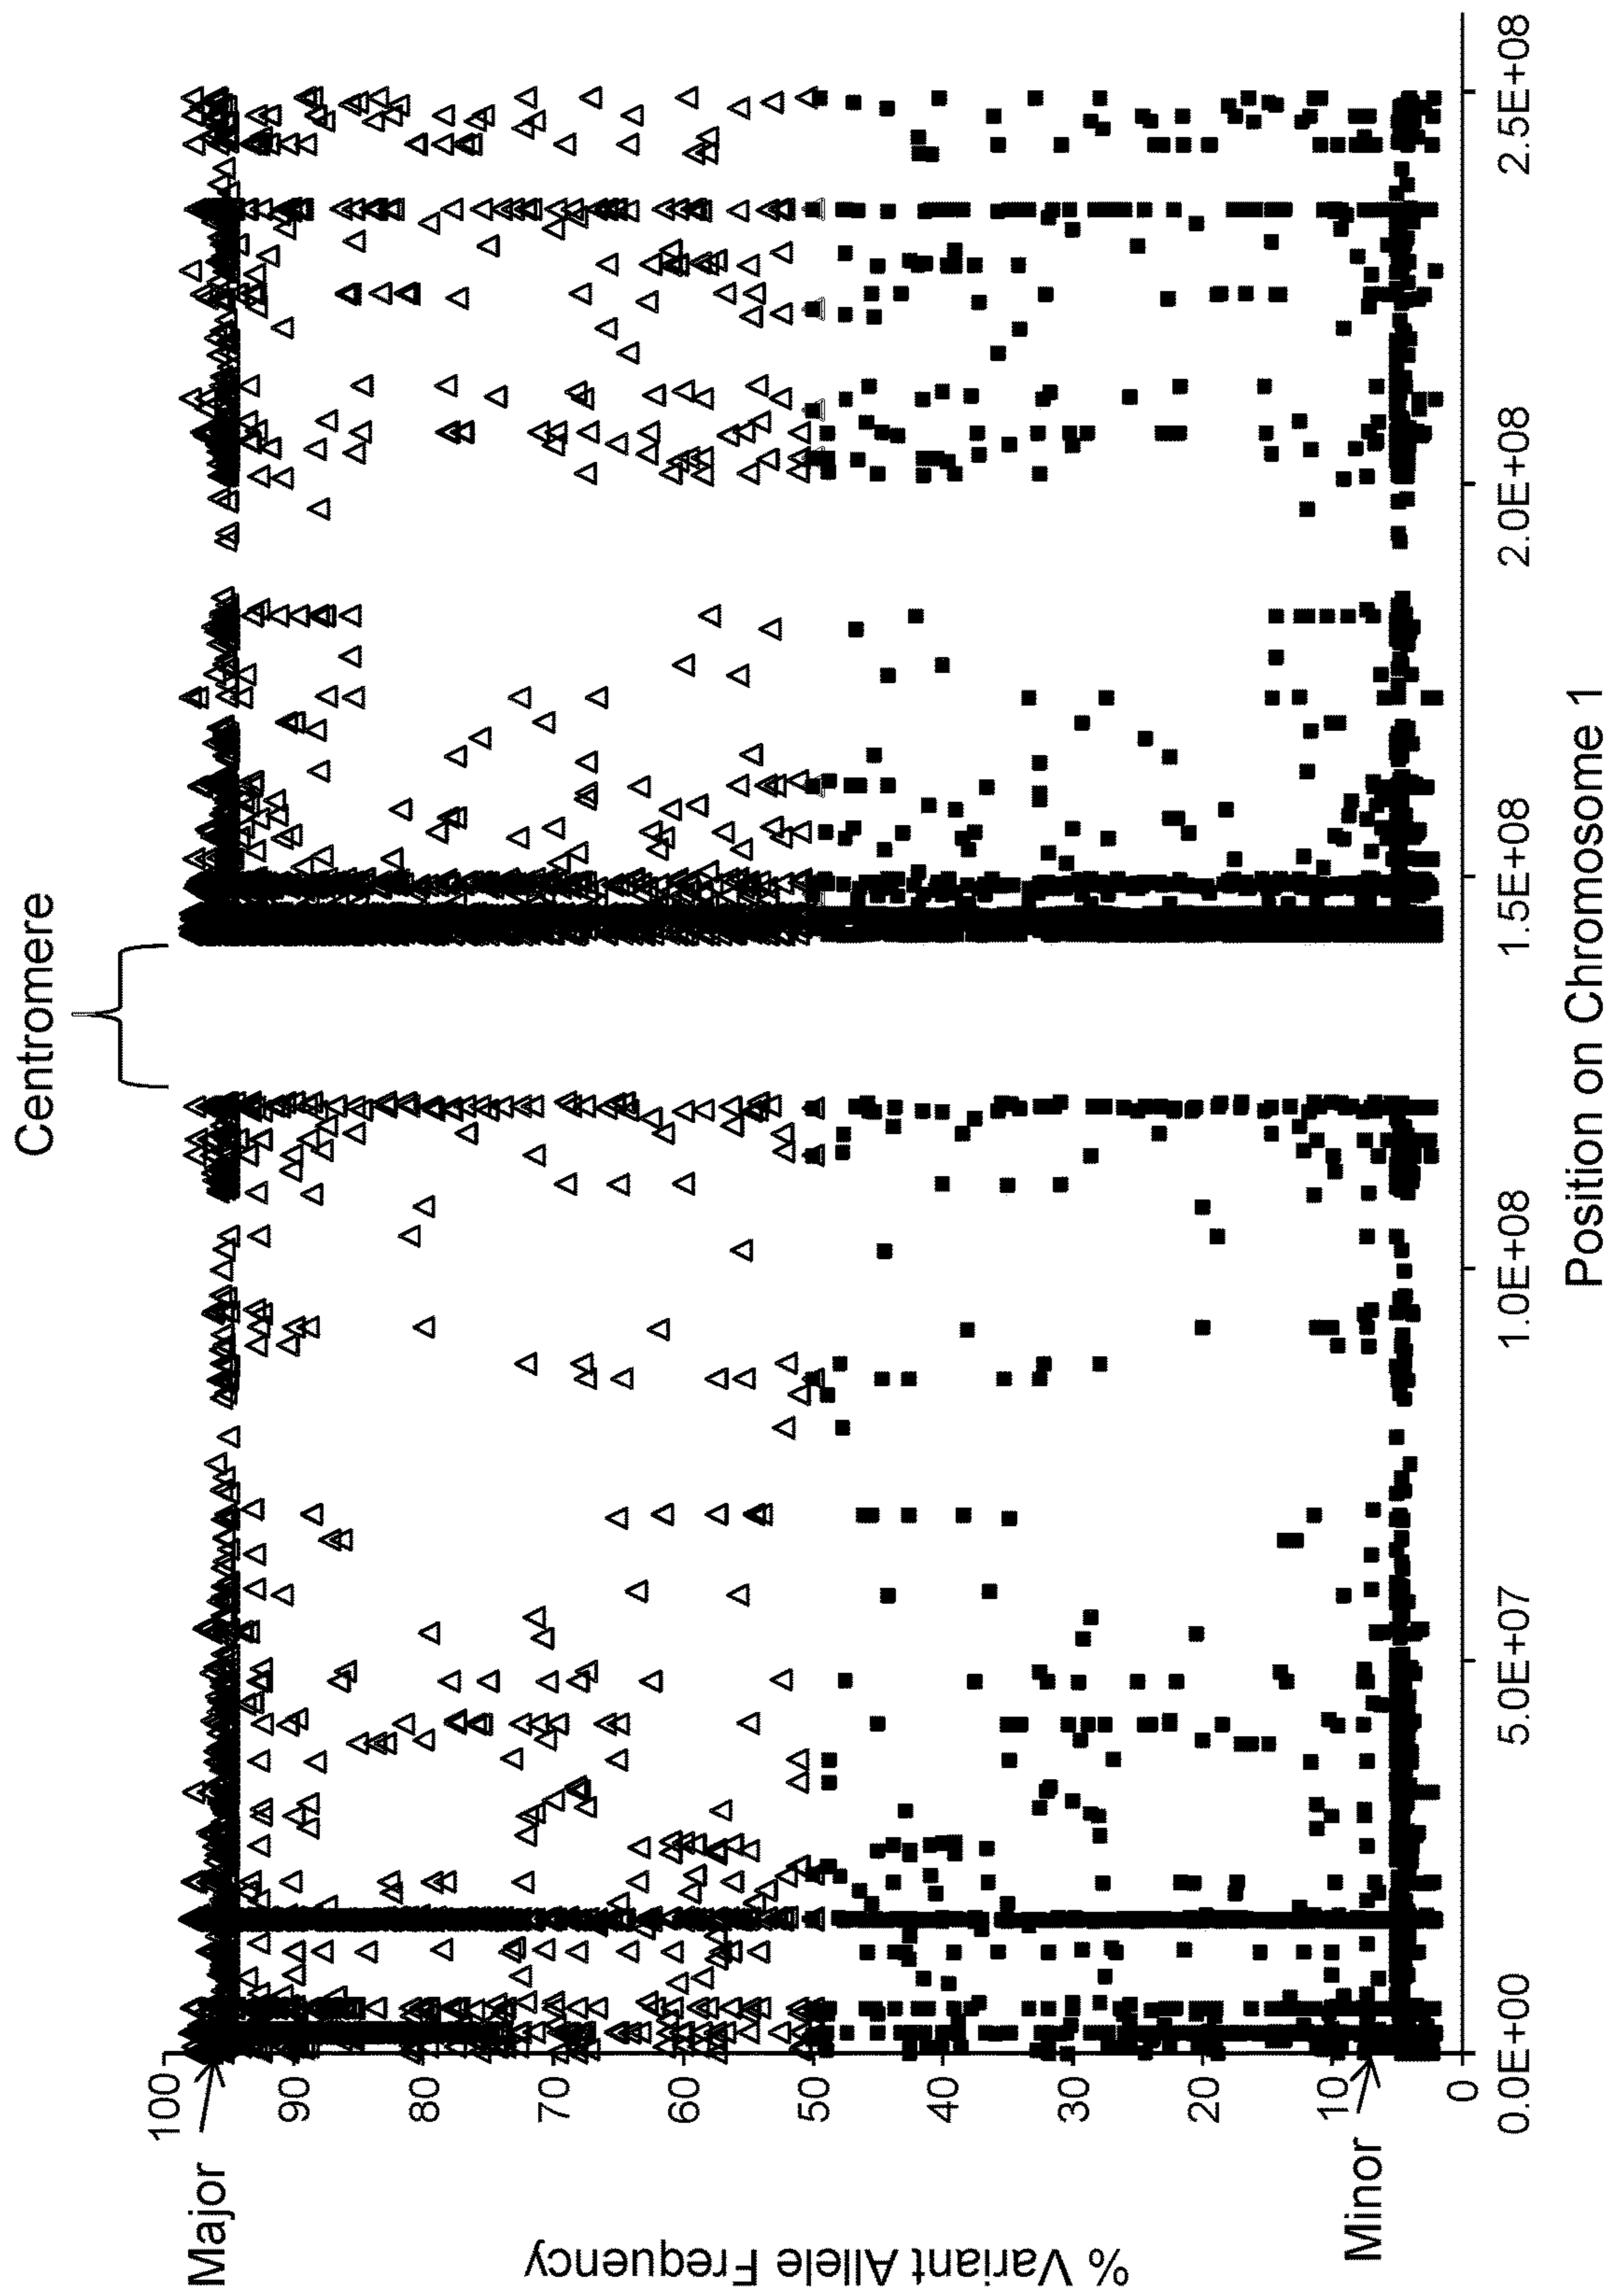 Centromere
Major
Minor
% Variant Allele Frequency
100
90
80
70
60
50
40
30
20
10
0
0.0E+00
5.0E+07
1.0E+08
1.5E+08
2.0E+08
2.5E+08
Position on Chromosome 1